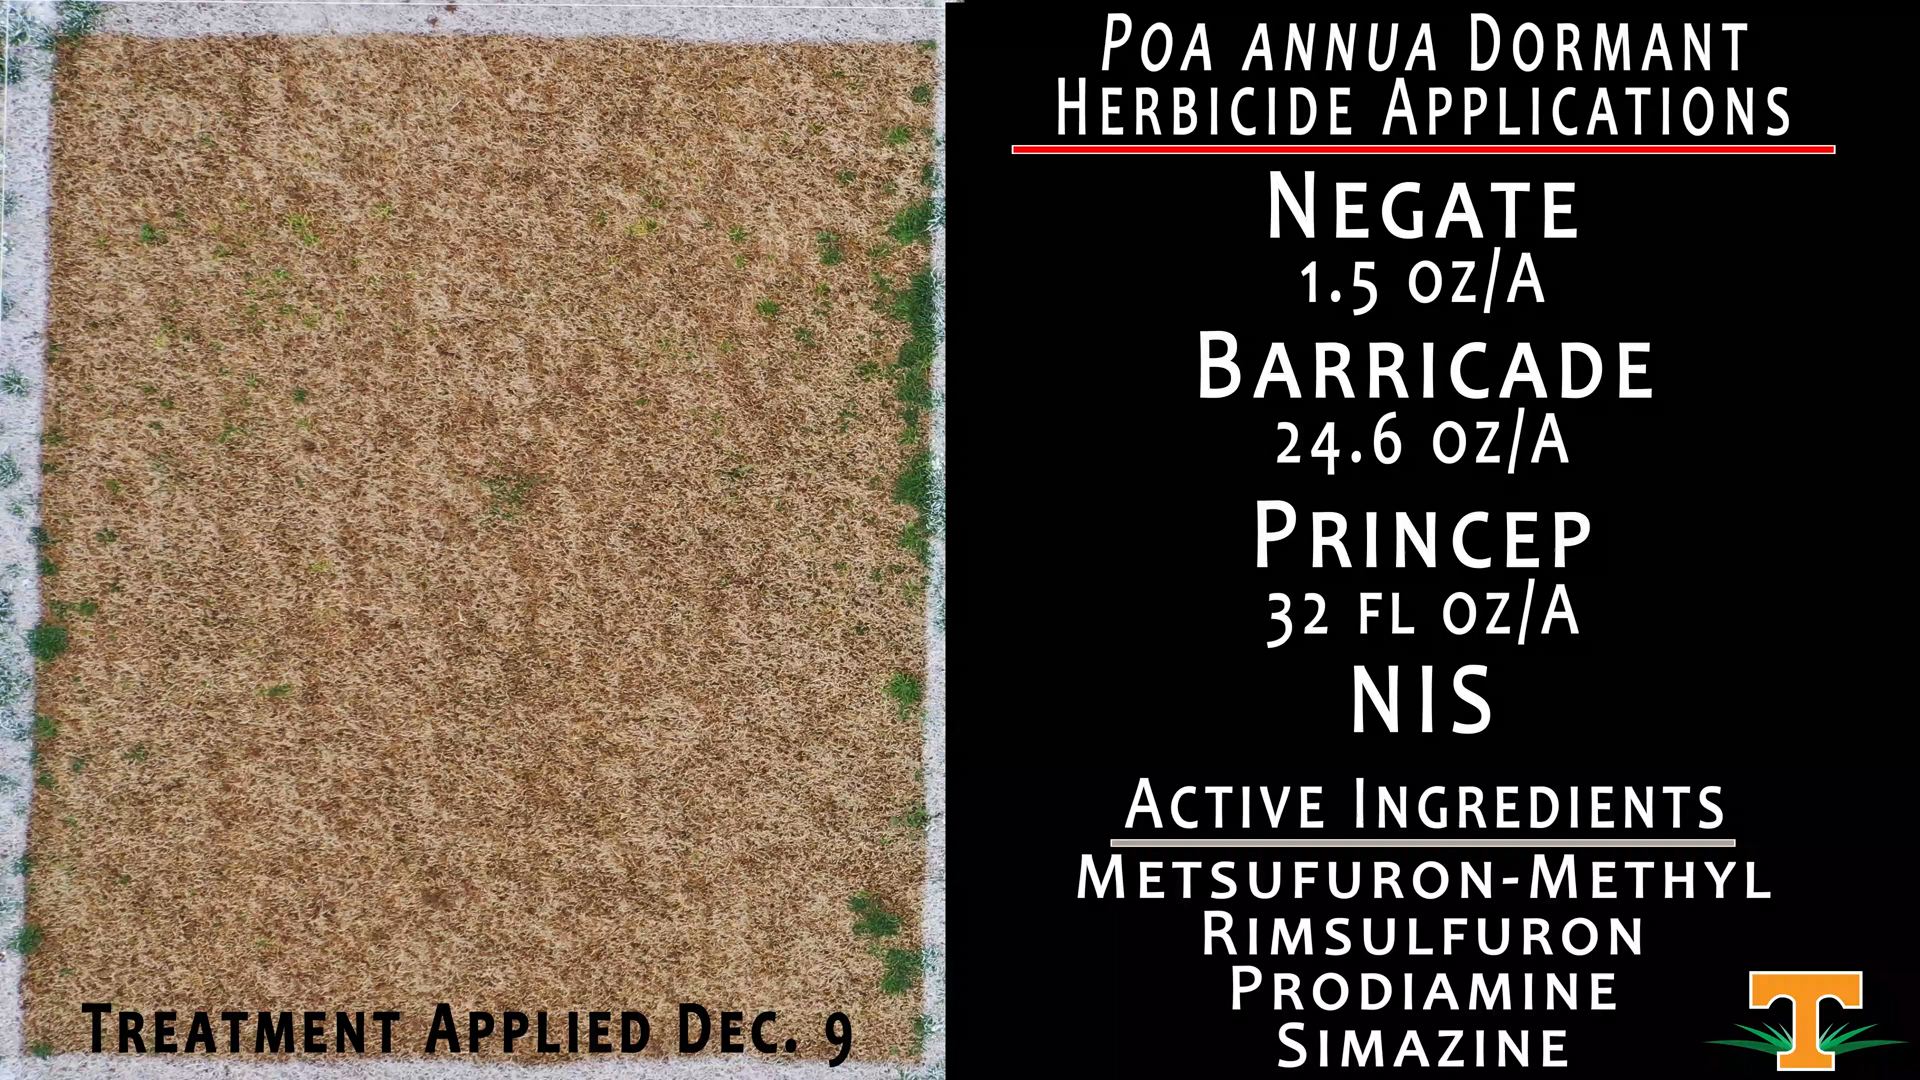 Poa annua Dormant
Herbicide Applications
Negate
1.5 oz/A
Barricade
24.6 oz/A
Princep
32 fl oz/A
NIS
Active Ingredients
Metsufuron-Methyl
Rimsulfuron
Prodiamine
Simazine
T
Treatment Applied Dec. 9